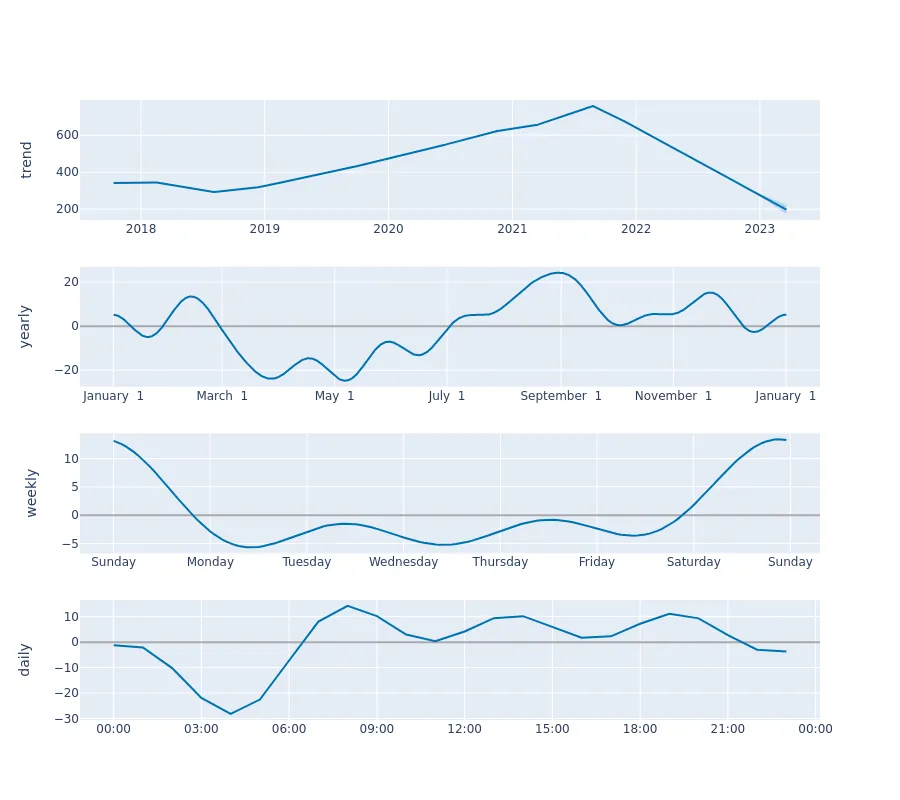 trend
600
400
200
2018 2019 2020 2021 2022 2023
yearly
20
0
−20
January 1 March 1 May 1 July 1 September 1 November 1 January 1
weekly
10
5
0
−5
Sunday Monday Tuesday Wednesday Thursday Friday Saturday Sunday
daily
10
0
−10
−20
−30
00:00 03:00 06:00 09:00 12:00 15:00 18:00 21:00 00:00